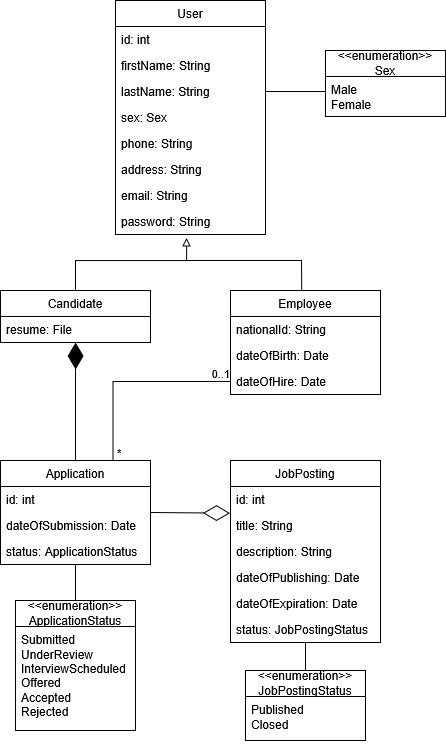 User
id: int
firstName: String
lastName: String
sex: Sex
phone: String
address: String
email: String
password: String
<<enumeration>>
Sex
Male
Female
Candidate
resume: File
Employee
nationalId: String
dateOfBirth: Date
dateOfHire: Date
0..1
*
Application
id: int
dateOfSubmission: Date
status: ApplicationStatus
JobPosting
id: int
title: String
description: String
dateOfPublishing: Date
dateOfExpiration: Date
status: JobPostingStatus
<<enumeration>>
ApplicationStatus
Submitted
UnderReview
InterviewScheduled
Offered
Accepted
Rejected
<<enumeration>>
JobPostingStatus
Published
Closed